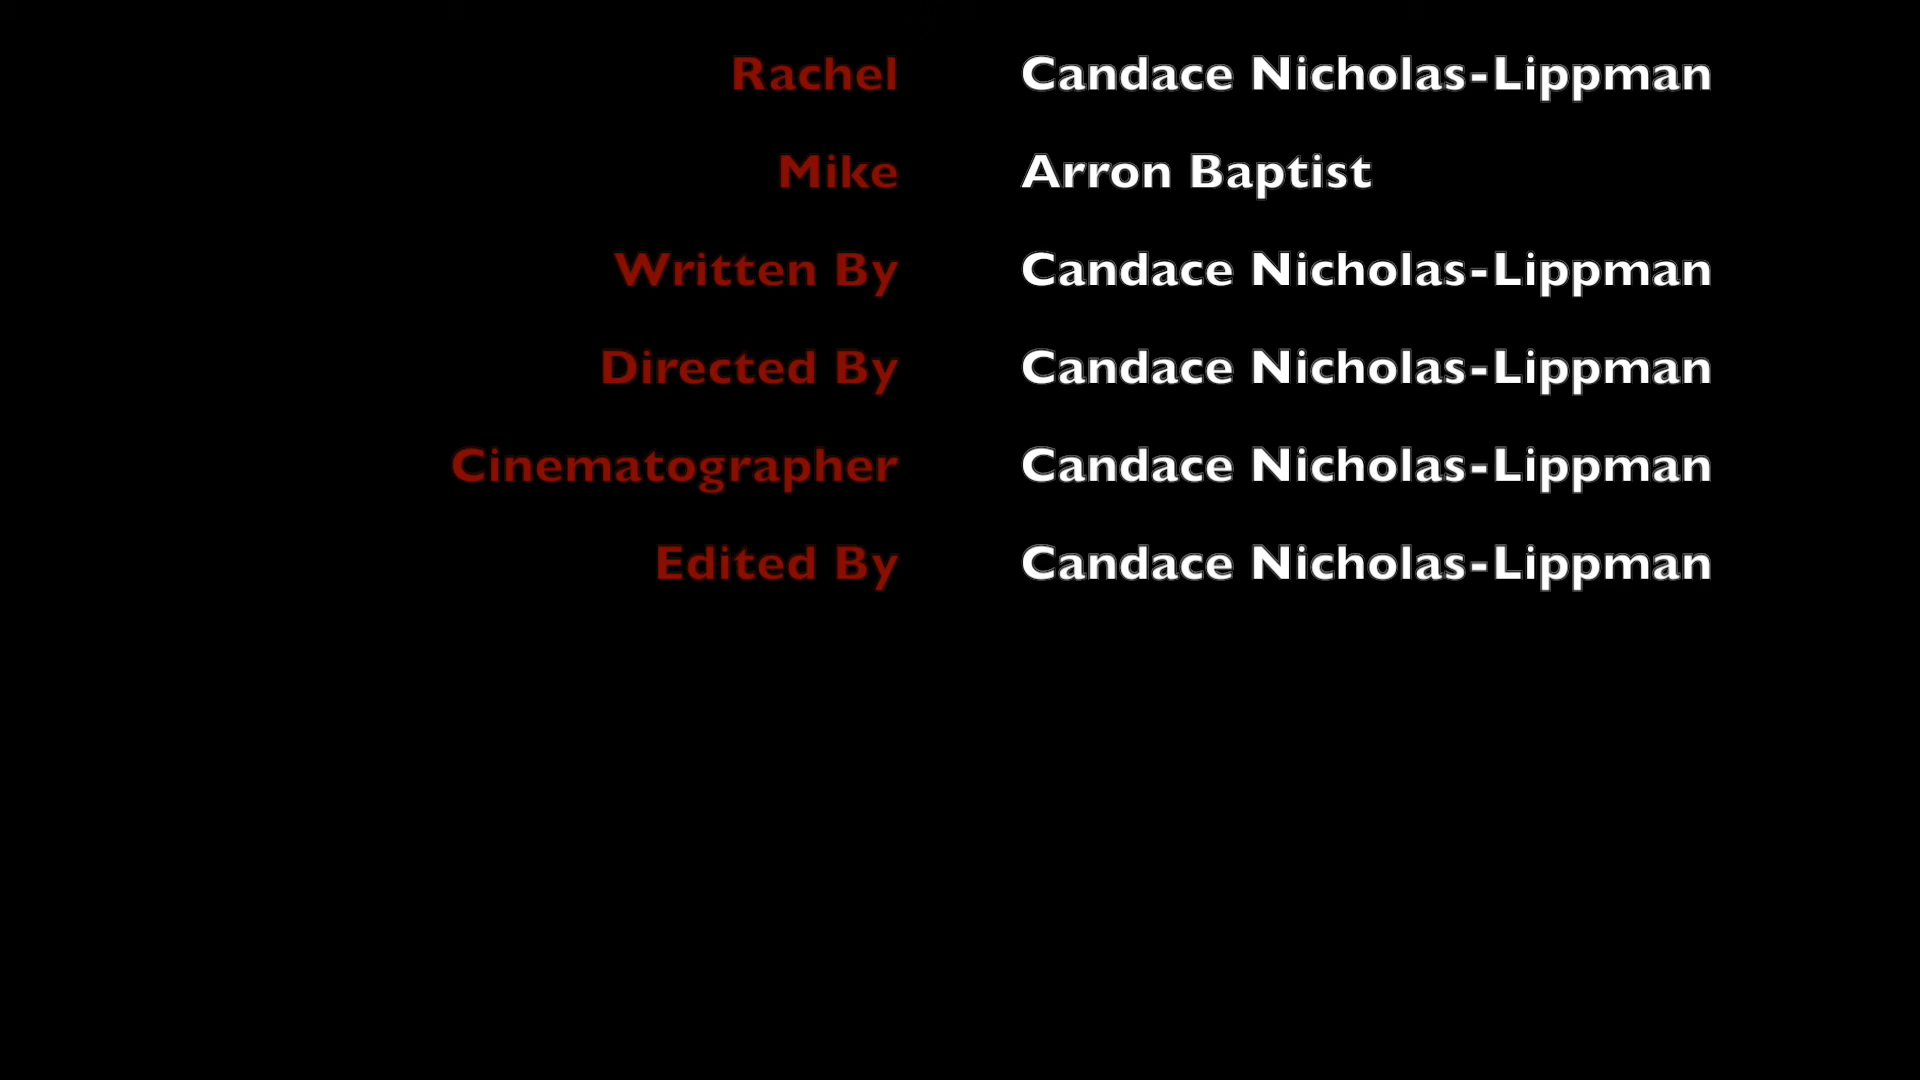 Rachel Candace Nicholas-Lippman
Mike Arron Baptist
Written By Candace Nicholas-Lippman
Directed By Candace Nicholas-Lippman
Cinematographer Candace Nicholas-Lippman
Edited By Candace Nicholas-Lippman